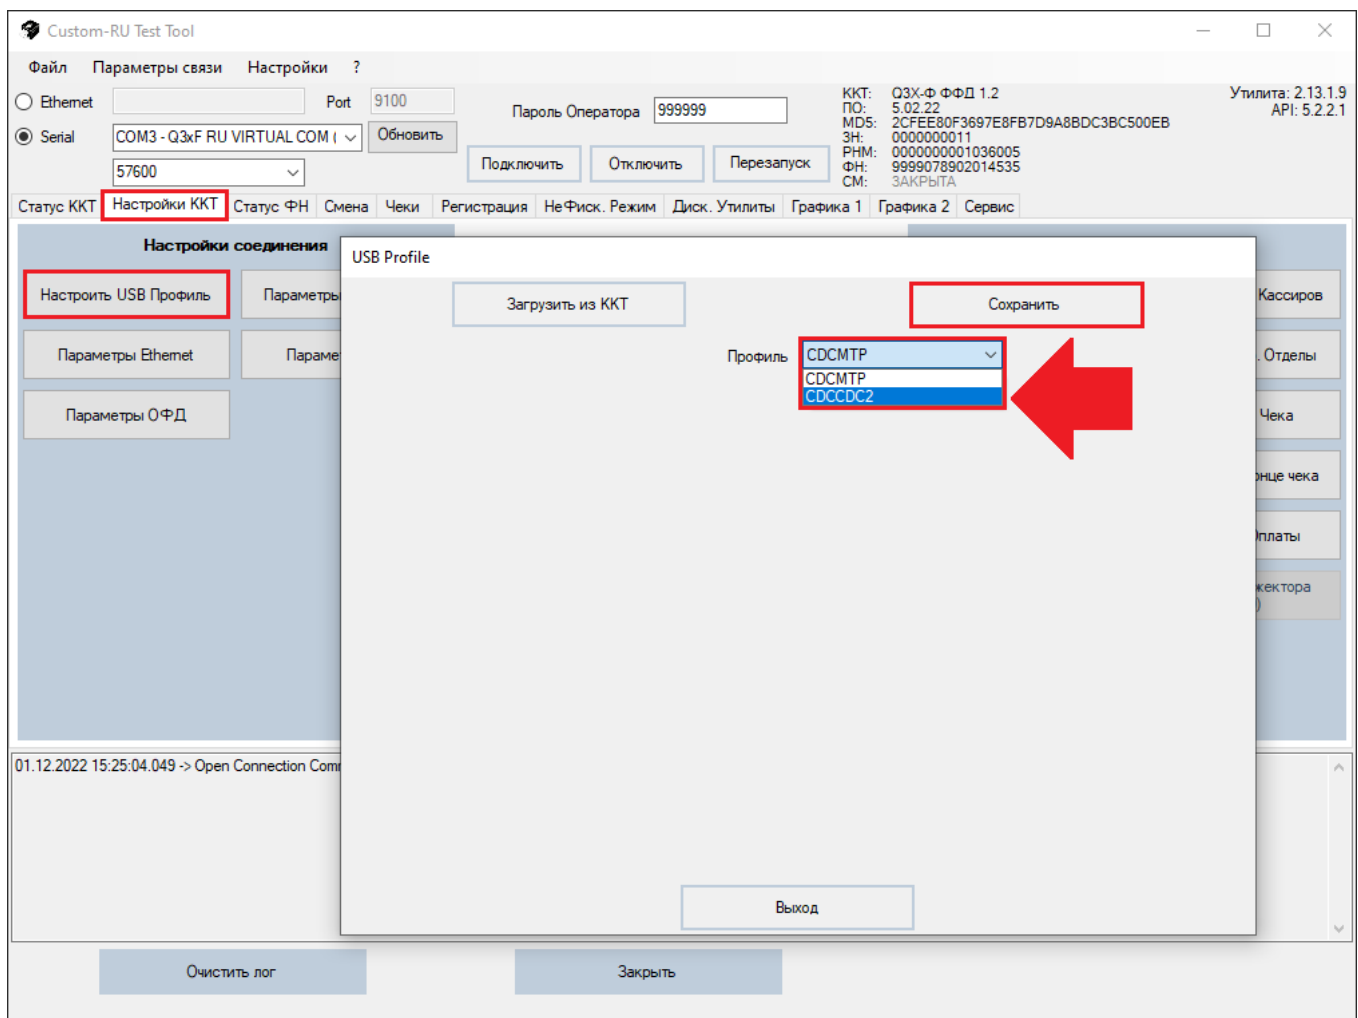 Custom-RU Test Tool
Файл Параметры связи Настройки ?
Ethernet Port 9100
Serial COM3 - Q3xF RU VIRTUAL COM ( Обновить
57600
Пароль Оператора 999999
Подключить Отключить Перезапуск
ККТ: Q3X-Ф ФФД 1.2
ПО: 5.02.22
MD5: 2CFEE80F3697E8FB7D9A8BDC3BC500EB
ЗН: 0000000011
РНМ: 0000000001036005
ФН: 9999078902014535
СМ: ЗАКРЫТА
Утилита: 2.13.1.9
API: 5.2.2.1
Статус ККТ Настройки ККТ Статус ФН Смена Чеки Регистрация НеФиск. Режим Диск. Утилиты Графика 1 Графика 2 Сервис
Настройки соединения
Настроить USB Профиль Параметры
Параметры Ethernet Параме
Параметры ОФД
USB Profile
Загрузить из ККТ Сохранить
Профиль CDCMTP
CDCMTP
CDCCDC2
Выход
Кассиров
. Отделы
Чека
онце чека
Оплаты
жектора
)
01.12.2022 15:25:04.049 -> Open Connection Comm
Очистить лог Закрыть